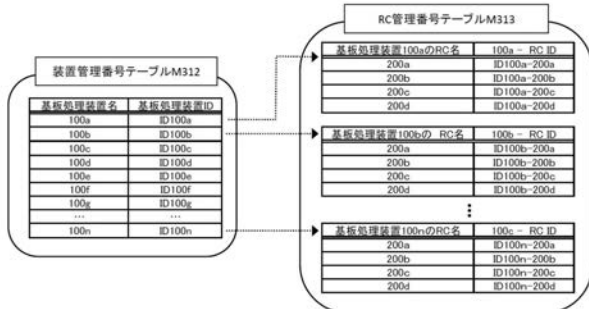 装置管理番号テーブルM312
基板処理装置名 基板処理装置ID
100a ID100a
100b ID100b
100c ID100c
100d ID100d
100e ID100e
100f ID100f
100g ID100g
… …
100n ID100n
RC管理番号テーブルM313
基板処理装置100aのRC名 100a - RC ID
200a ID100a-200a
200b ID100a-200b
200c ID100a-200c
200d ID100a-200d
基板処理装置100bの RC名 100b - RC ID
200a ID100b-200a
200b ID100b-200b
200c ID100b-200c
200d ID100b-200d
⋮
基板処理装置100nのRC名 100c - RC ID
200a ID100n-200a
200b ID100n-200b
200c ID100n-200c
200d ID100n-200d